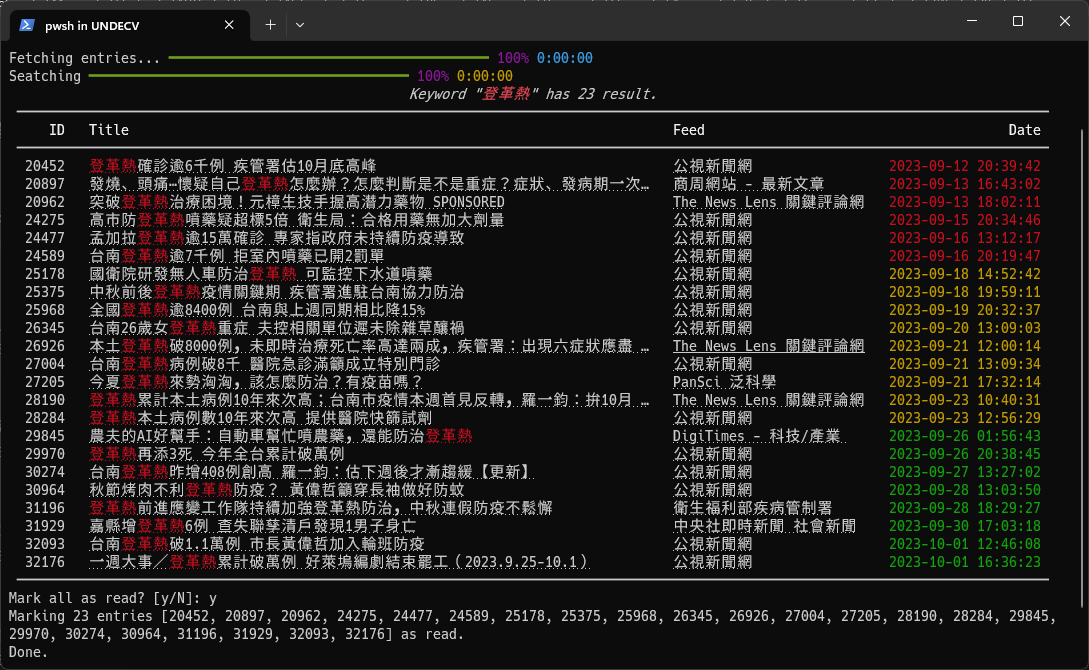 pwsh in UNDECV
Fetching entries... 100% 0:00:00
Seatching 100% 0:00:00
Keyword "登革熱" has 23 result.
ID Title Feed Date
20452 登革熱確診逾6千例 疾管署估10月底高峰 公視新聞網 2023-09-12 20:39:42
20897 發燒、頭痛…懷疑自己登革熱怎麼辦？怎麼判斷是不是重症？症狀、發病期一次… 商周網站 - 最新文章 2023-09-13 16:43:02
20962 突破登革熱治療困境！元樟生技手握高潛力藥物 SPONSORED The News Lens 關鍵評論網 2023-09-13 18:02:11
24275 高市防登革熱噴藥疑超標5倍 衛生局：合格用藥無加大劑量 公視新聞網 2023-09-15 20:34:46
24477 孟加拉登革熱逾15萬確診 專家指政府未持續防疫導致 公視新聞網 2023-09-16 13:12:17
24589 台南登革熱逾7千例 拒室內噴藥已開2罰單 公視新聞網 2023-09-16 20:19:47
25178 國衛院研發無人車防治登革熱 可監控下水道噴藥 公視新聞網 2023-09-18 14:52:42
25375 中秋前後登革熱疫情關鍵期 疾管署進駐台南協力防治 公視新聞網 2023-09-18 19:59:11
25968 全國登革熱逾8400例 台南與上週同期相比降15% 公視新聞網 2023-09-19 20:32:37
26345 台南26歲女登革熱重症 夫控相關單位遲未除雜草釀禍 公視新聞網 2023-09-20 13:09:03
26926 本土登革熱破8000例，未即時治療死亡率高達兩成，疾管署：出現六症狀應盡 … The News Lens 關鍵評論網 2023-09-21 12:00:14
27004 台南登革熱病例破8千 醫院急診滿籲成立特別門診 公視新聞網 2023-09-21 13:09:34
27205 今夏登革熱來勢洶洶，該怎麼防治？有疫苗嗎？ PanSci 泛科學 2023-09-21 17:32:14
28190 登革熱累計本土病例10年來次高；台南市疫情本週首見反轉，羅一鈞：拚10月 … The News Lens 關鍵評論網 2023-09-23 10:40:31
28284 登革熱本土病例數10年來次高 提供醫院快篩試劑 公視新聞網 2023-09-23 12:56:29
29845 農夫的AI好幫手：自動車幫忙噴農藥，還能防治登革熱 DigiTimes - 科技/產業 2023-09-26 01:56:43
29970 登革熱再添3死 今年全台累計破萬例 公視新聞網 2023-09-26 20:38:45
30274 台南登革熱昨增408例創高 羅一鈞：估下週後才漸趨緩【更新】 公視新聞網 2023-09-27 13:27:02
30964 秋節烤肉不利登革熱防疫？ 黃偉哲籲穿長袖做好防蚊 公視新聞網 2023-09-28 13:03:50
31196 登革熱前進應變工作隊持續加強登革熱防治，中秋連假防疫不鬆懈 衛生福利部疾病管制署 2023-09-28 18:29:27
31929 嘉縣增登革熱6例 查失聯孳清戶發現1男子身亡 中央社即時新聞 社會新聞 2023-09-30 17:03:18
32093 台南登革熱破1.1萬例 市長黃偉哲加入輪班防疫 公視新聞網 2023-10-01 12:46:08
32176 一週大事／登革熱累計破萬例 好萊塢編劇結束罷工（2023.9.25-10.1） 公視新聞網 2023-10-01 16:36:23
Mark all as read? [y/N]: y
Marking 23 entries [20452, 20897, 20962, 24275, 24477, 24589, 25178, 25375, 25968, 26345, 26926, 27004, 27205, 28190, 28284, 29845,
29970, 30274, 30964, 31196, 31929, 32093, 32176] as read.
Done.